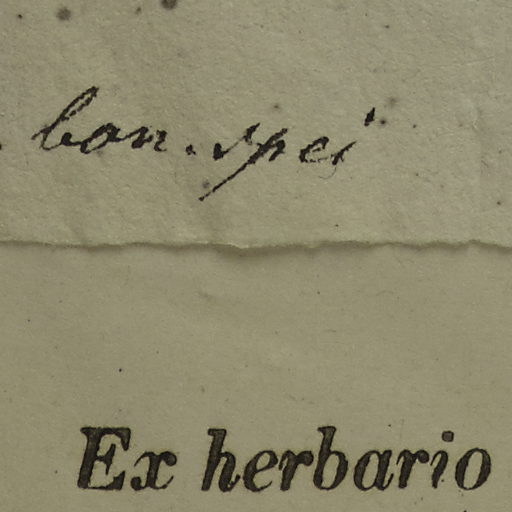 bon. spei
Ex herbario